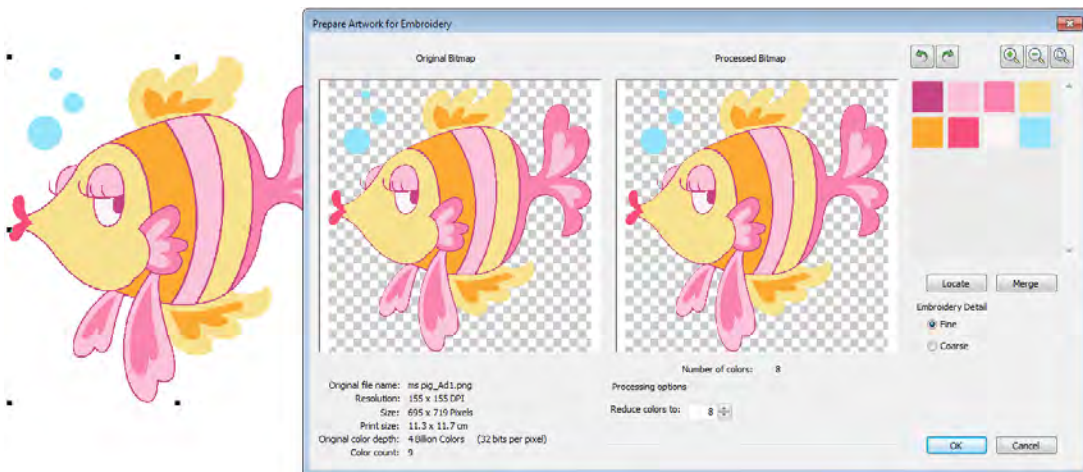 Prepare Artwork for Embroidery
Original Bitmap
Processed Bitmap
Locate
Merge
Embroidery Detail
Fine
Coarse
Number of colors: 8
Original file name: ms pig_Ad1.png
Resolution: 155 x 155 DPI
Size: 695 x 719 Pixels
Print size: 11.3 x 11.7 cm
Original color depth: 4 Billion Colors (32 bits per pixel)
Color count: 9
Processing options
Reduce colors to: 8
OK
Cancel